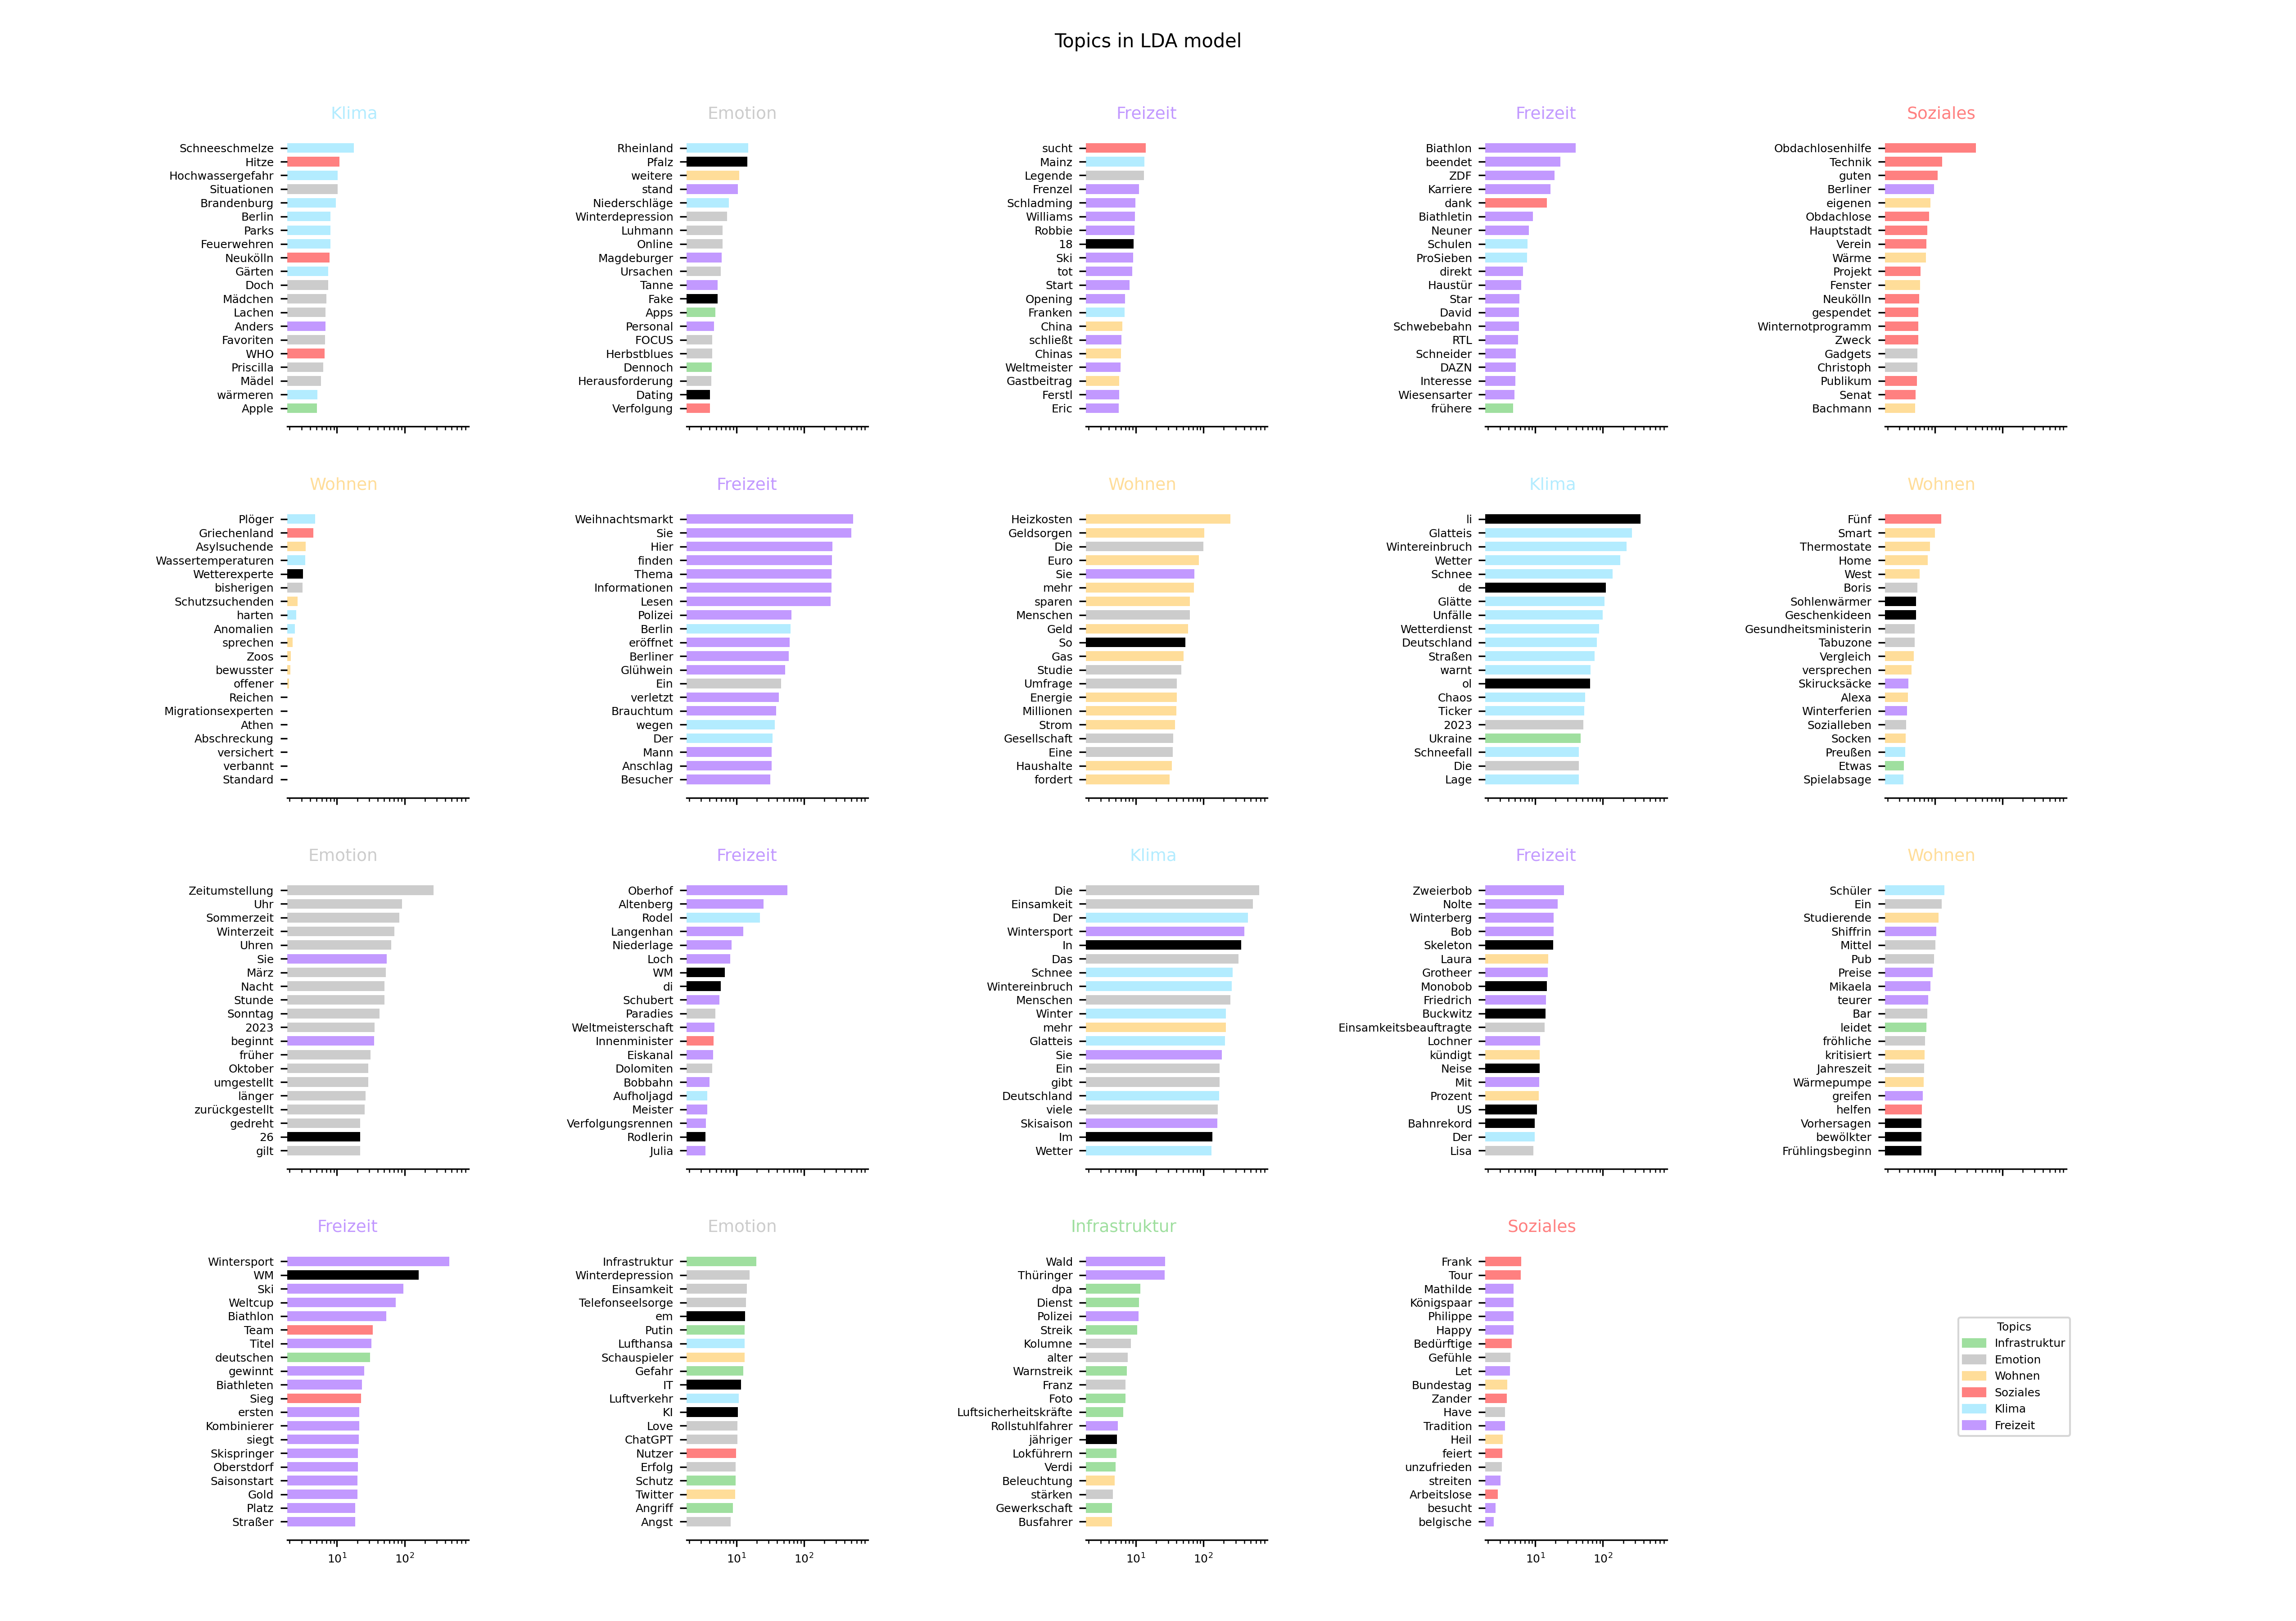 Topics in LDA model
Klima
Schneeschmelze
Hitze
Hochwassergefahr
Situationen
Brandenburg
Berlin
Parks
Feuerwehren
Neukölln
Gärten
Doch
Mädchen
Lachen
Anders
Favoriten
WHO
Priscilla
Mädel
wärmeren
Apple
Emotion
Rheinland
Pfalz
weitere
stand
Niederschläge
Winterdepression
Luhmann
Online
Magdeburger
Ursachen
Tanne
Fake
Apps
Personal
FOCUS
Herbstblues
Dennoch
Herausforderung
Dating
Verfolgung
Freizeit
sucht
Mainz
Legende
Frenzel
Schladming
Williams
Robbie
18
Ski
tot
Start
Opening
Franken
China
schließt
Chinas
Weltmeister
Gastbeitrag
Ferstl
Eric
Freizeit
Biathlon
beendet
ZDF
Karriere
dank
Biathletin
Neuner
Schulen
ProSieben
direkt
Haustür
Star
David
Schwebebahn
RTL
Schneider
DAZN
Interesse
Wiesensarter
frühere
Soziales
Obdachlosenhilfe
Technik
guten
Berliner
eigenen
Obdachlose
Hauptstadt
Verein
Wärme
Projekt
Fenster
Neukölln
gespendet
Winternotprogramm
Zweck
Gadgets
Christoph
Publikum
Senat
Bachmann
Wohnen
Plöger
Griechenland
Asylsuchende
Wassertemperaturen
Wetterexperte
bisherigen
Schutzsuchenden
harten
Anomalien
sprechen
Zoos
bewusster
offener
Reichen
Migrationsexperten
Athen
Abschreckung
versichert
verbannt
Standard
Freizeit
Weihnachtsmarkt
Sie
Hier
finden
Thema
Informationen
Lesen
Polizei
Berlin
eröffnet
Berliner
Glühwein
Ein
verletzt
Brauchtum
wegen
Der
Mann
Anschlag
Besucher
Wohnen
Heizkosten
Geldsorgen
Die
Euro
Sie
mehr
sparen
Menschen
Geld
So
Gas
Studie
Umfrage
Energie
Millionen
Strom
Gesellschaft
Eine
Haushalte
fordert
Klima
li
Glatteis
Wintereinbruch
Wetter
Schnee
de
Glätte
Unfälle
Wetterdienst
Deutschland
Straßen
warnt
ol
Chaos
Ticker
2023
Ukraine
Schneefall
Die
Lage
Wohnen
Fünf
Smart
Thermostate
Home
West
Boris
Sohlenwärmer
Geschenkideen
Gesundheitsministerin
Tabuzone
Vergleich
versprechen
Skirucksäcke
Alexa
Winterferien
Sozialleben
Socken
Preußen
Etwas
Spielabsage
Emotion
Zeitumstellung
Uhr
Sommerzeit
Winterzeit
Uhren
Sie
März
Nacht
Stunde
Sonntag
2023
beginnt
früher
Oktober
umgestellt
länger
zurückgestellt
gedreht
26
gilt
Freizeit
Oberhof
Altenberg
Rodel
Langenhan
Niederlage
Loch
WM
di
Schubert
Paradies
Weltmeisterschaft
Innenminister
Eiskanal
Dolomiten
Bobbahn
Aufholjagd
Meister
Verfolgungsrennen
Rodlerin
Julia
Klima
Die
Einsamkeit
Der
Wintersport
In
Das
Schnee
Wintereinbruch
Menschen
Winter
mehr
Glatteis
Sie
Ein
gibt
Deutschland
viele
Skisaison
Im
Wetter
Freizeit
Zweierbob
Nolte
Winterberg
Bob
Skeleton
Laura
Grotheer
Monobob
Friedrich
Buckwitz
Einsamkeitsbeauftragte
Lochner
kündigt
Neise
Mit
Prozent
US
Bahnrekord
Der
Lisa
Wohnen
Schüler
Ein
Studierende
Shiffrin
Mittel
Pub
Preise
Mikaela
teurer
Bar
leidet
fröhliche
kritisiert
Jahreszeit
Wärmepumpe
greifen
helfen
Vorhersagen
bewölkter
Frühlingsbeginn
Freizeit
Wintersport
WM
Ski
Weltcup
Biathlon
Team
Titel
deutschen
gewinnt
Biathleten
Sieg
ersten
Kombinierer
siegt
Skispringer
Oberstdorf
Saisonstart
Gold
Platz
Straßer
10¹ 10²
Emotion
Infrastruktur
Winterdepression
Einsamkeit
Telefonseelsorge
em
Putin
Lufthansa
Schauspieler
Gefahr
IT
Luftverkehr
KI
Love
ChatGPT
Nutzer
Erfolg
Schutz
Twitter
Angriff
Angst
10¹ 10²
Infrastruktur
Wald
Thüringer
dpa
Dienst
Polizei
Streik
Kolumne
alter
Warnstreik
Franz
Foto
Luftsicherheitskräfte
Rollstuhlfahrer
jähriger
Lokführern
Verdi
Beleuchtung
stärken
Gewerkschaft
Busfahrer
10¹ 10²
Soziales
Frank
Tour
Mathilde
Königspaar
Philippe
Happy
Bedürftige
Gefühle
Let
Bundestag
Zander
Have
Tradition
Heil
feiert
unzufrieden
streiten
Arbeitslose
besucht
belgische
10¹ 10²
Topics
Infrastruktur
Emotion
Wohnen
Soziales
Klima
Freizeit